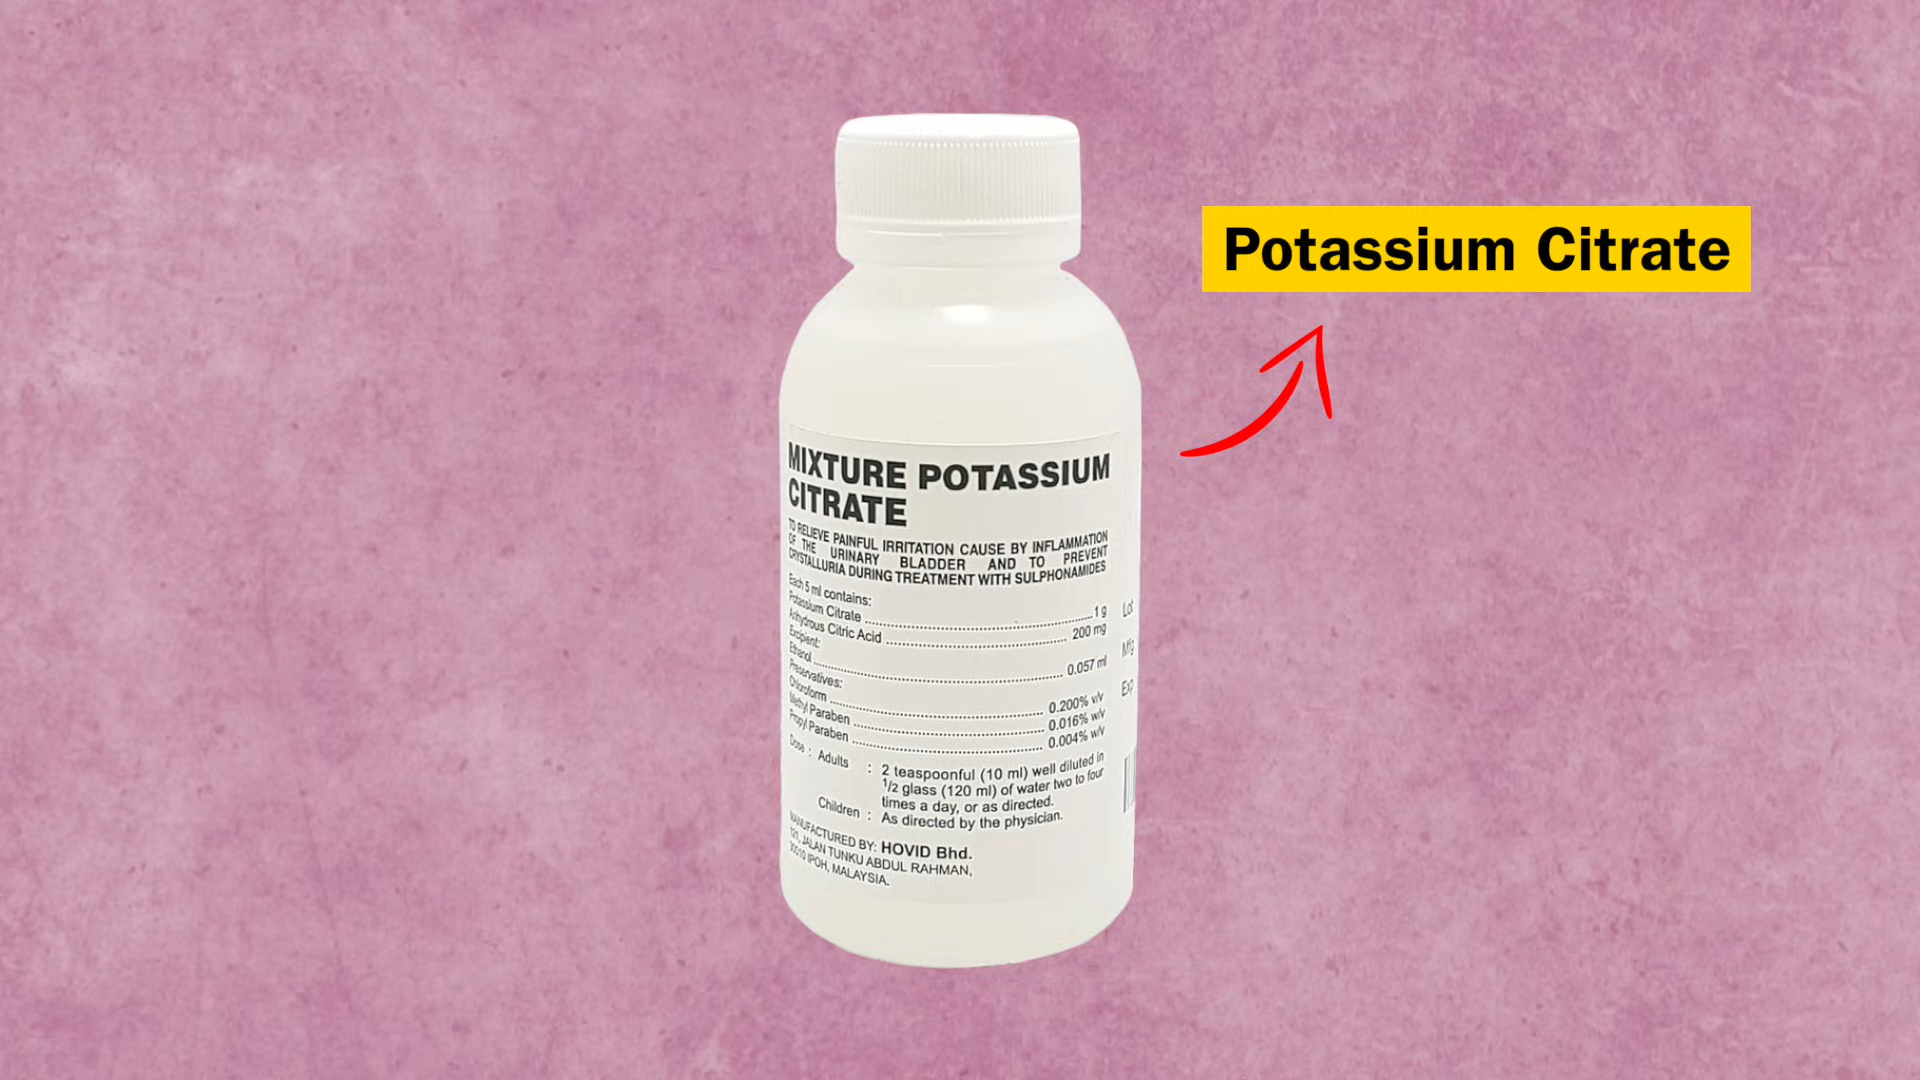 Potassium Citrate
MIXTURE POTASSIUM
CITRATE
TO RELIEVE PAINFUL IRRITATION CAUSE BY INFLAMMATION
OF THE URINARY BLADDER AND TO PREVENT
CRYSTALLURIA DURING TREATMENT WITH SULPHONAMIDES
Each 5 ml contains:
Potassium Citrate ........ 1 g
Anhydrous Citric Acid ........ 200 mg
Excipient:
Ethanol ........ 0.057 ml
Preservatives:
Chloroform ........ 0.200% v/v
Methyl Paraben ........ 0.016% w/v
Propyl Paraben ........ 0.004% w/v
Dose : Adults : 2 teaspoonful (10 ml) well diluted in
1/2 glass (120 ml) of water two to four
times a day, or as directed.
Children : As directed by the physician.
MANUFACTURED BY: HOVID Bhd.
121, JALAN TUNKU ABDUL RAHMAN,
30010 IPOH, MALAYSIA.
Lot
Mfg
Exp